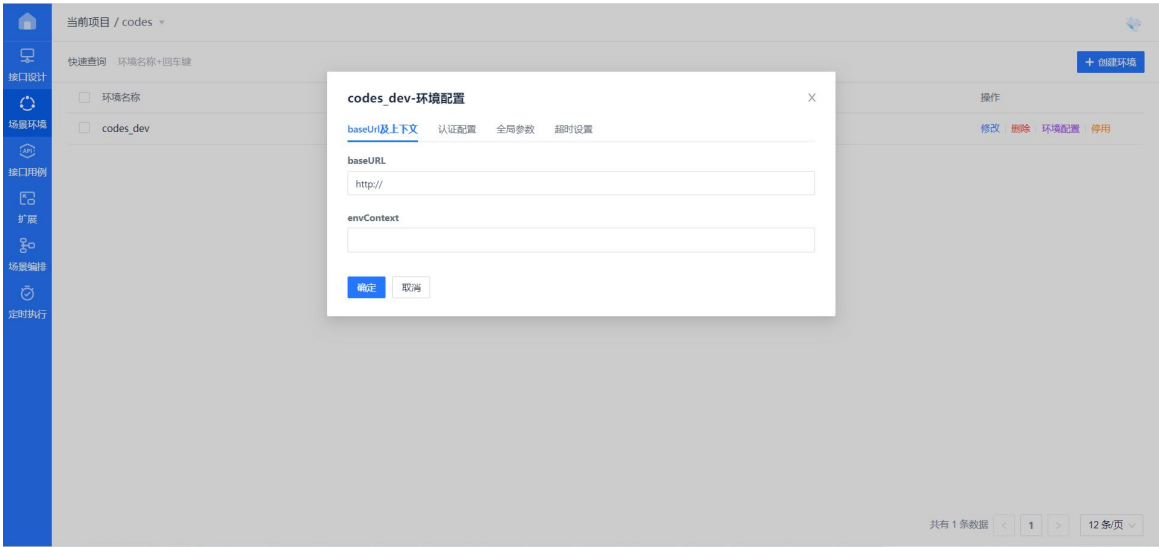 当前项目 / codes
接口设计
场景环境
API
接口用例
扩展
场景编排
定时执行
快速查询 环境名称+回车键
+ 创建环境
环境名称
操作
codes_dev
修改 删除 环境配置 停用
codes_dev-环境配置
X
baseUrl及上下文 认证配置 全局参数 超时设置
baseURL
http://
envContext
确定 取消
共有 1 条数据 < 1 > 12 条/页